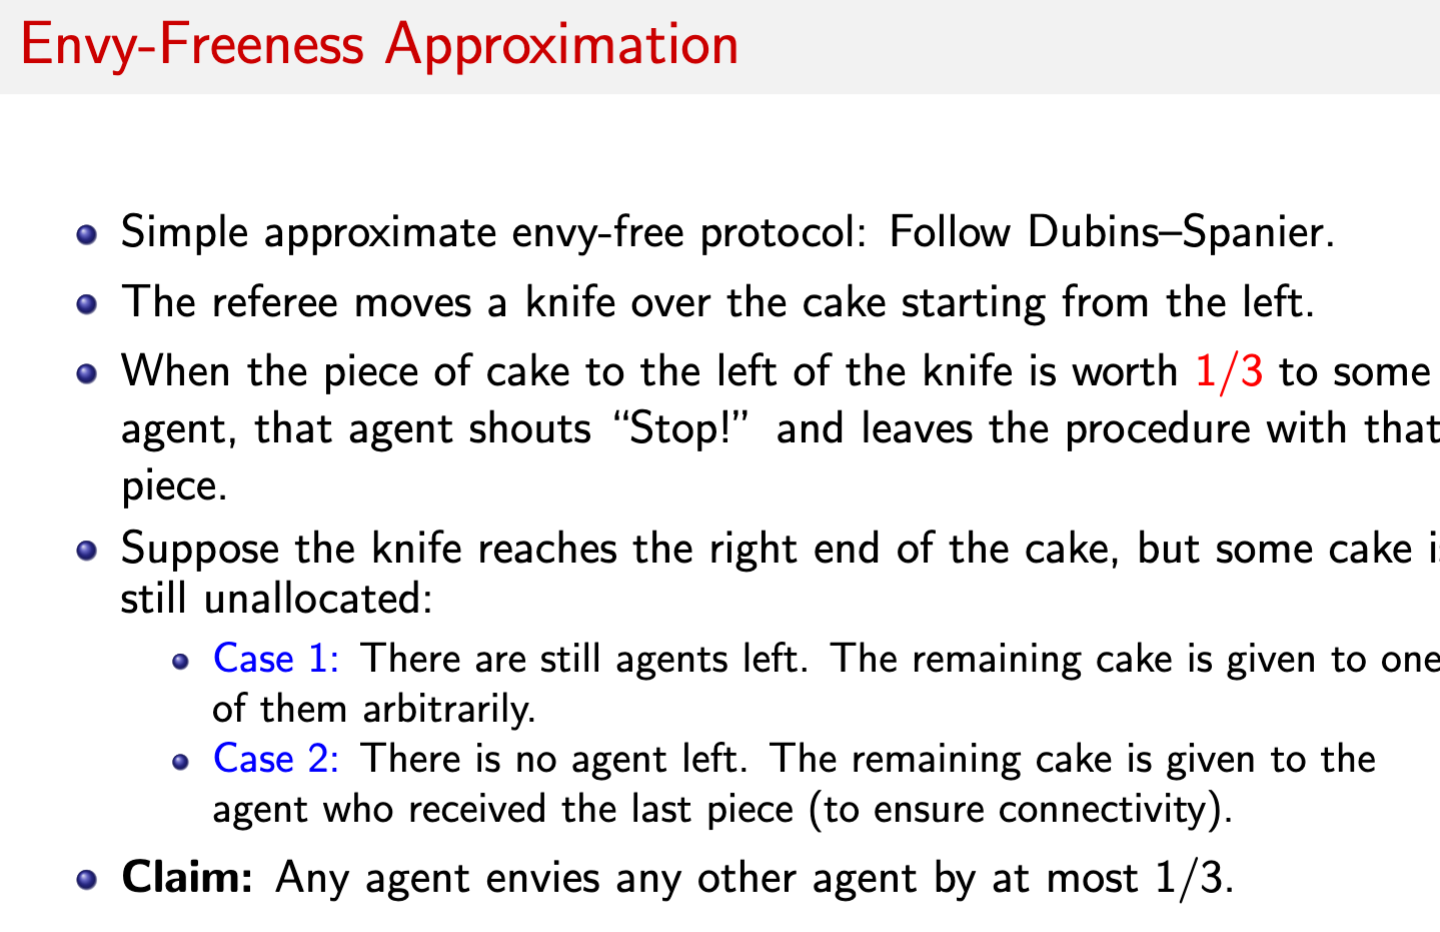 Envy-Freeness Approximation
Simple approximate envy-free protocol: Follow Dubins–Spanier.
The referee moves a knife over the cake starting from the left.
When the piece of cake to the left of the knife is worth 1/3 to some
agent, that agent shouts “Stop!” and leaves the procedure with that
piece.
Suppose the knife reaches the right end of the cake, but some cake is
still unallocated:
Case 1: There are still agents left. The remaining cake is given to one
of them arbitrarily.
Case 2: There is no agent left. The remaining cake is given to the
agent who received the last piece (to ensure connectivity).
Claim: Any agent envies any other agent by at most 1/3.